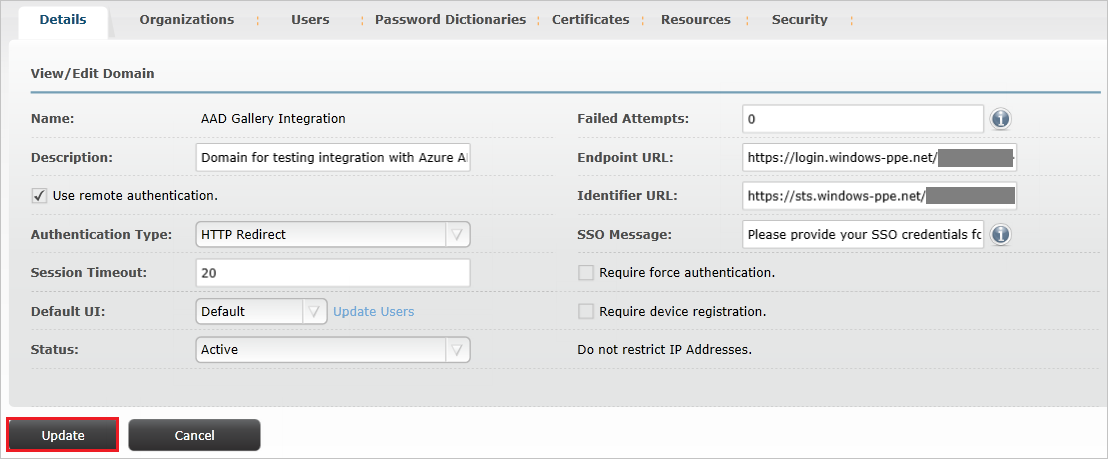 Details Organizations Users Password Dictionaries Certificates Resources Security
View/Edit Domain
Name: AAD Gallery Integration
Failed Attempts: 0
Description: Domain for testing integration with Azure
Endpoint URL: https://login.windows-ppe.net/
Use remote authentication.
Identifier URL: https://sts.windows-ppe.net/
Authentication Type: HTTP Redirect
SSO Message: Please provide your SSO credentials
Session Timeout: 20
Require force authentication.
Default UI: Default Update Users
Require device registration.
Status: Active
Do not restrict IP Addresses.
Update Cancel